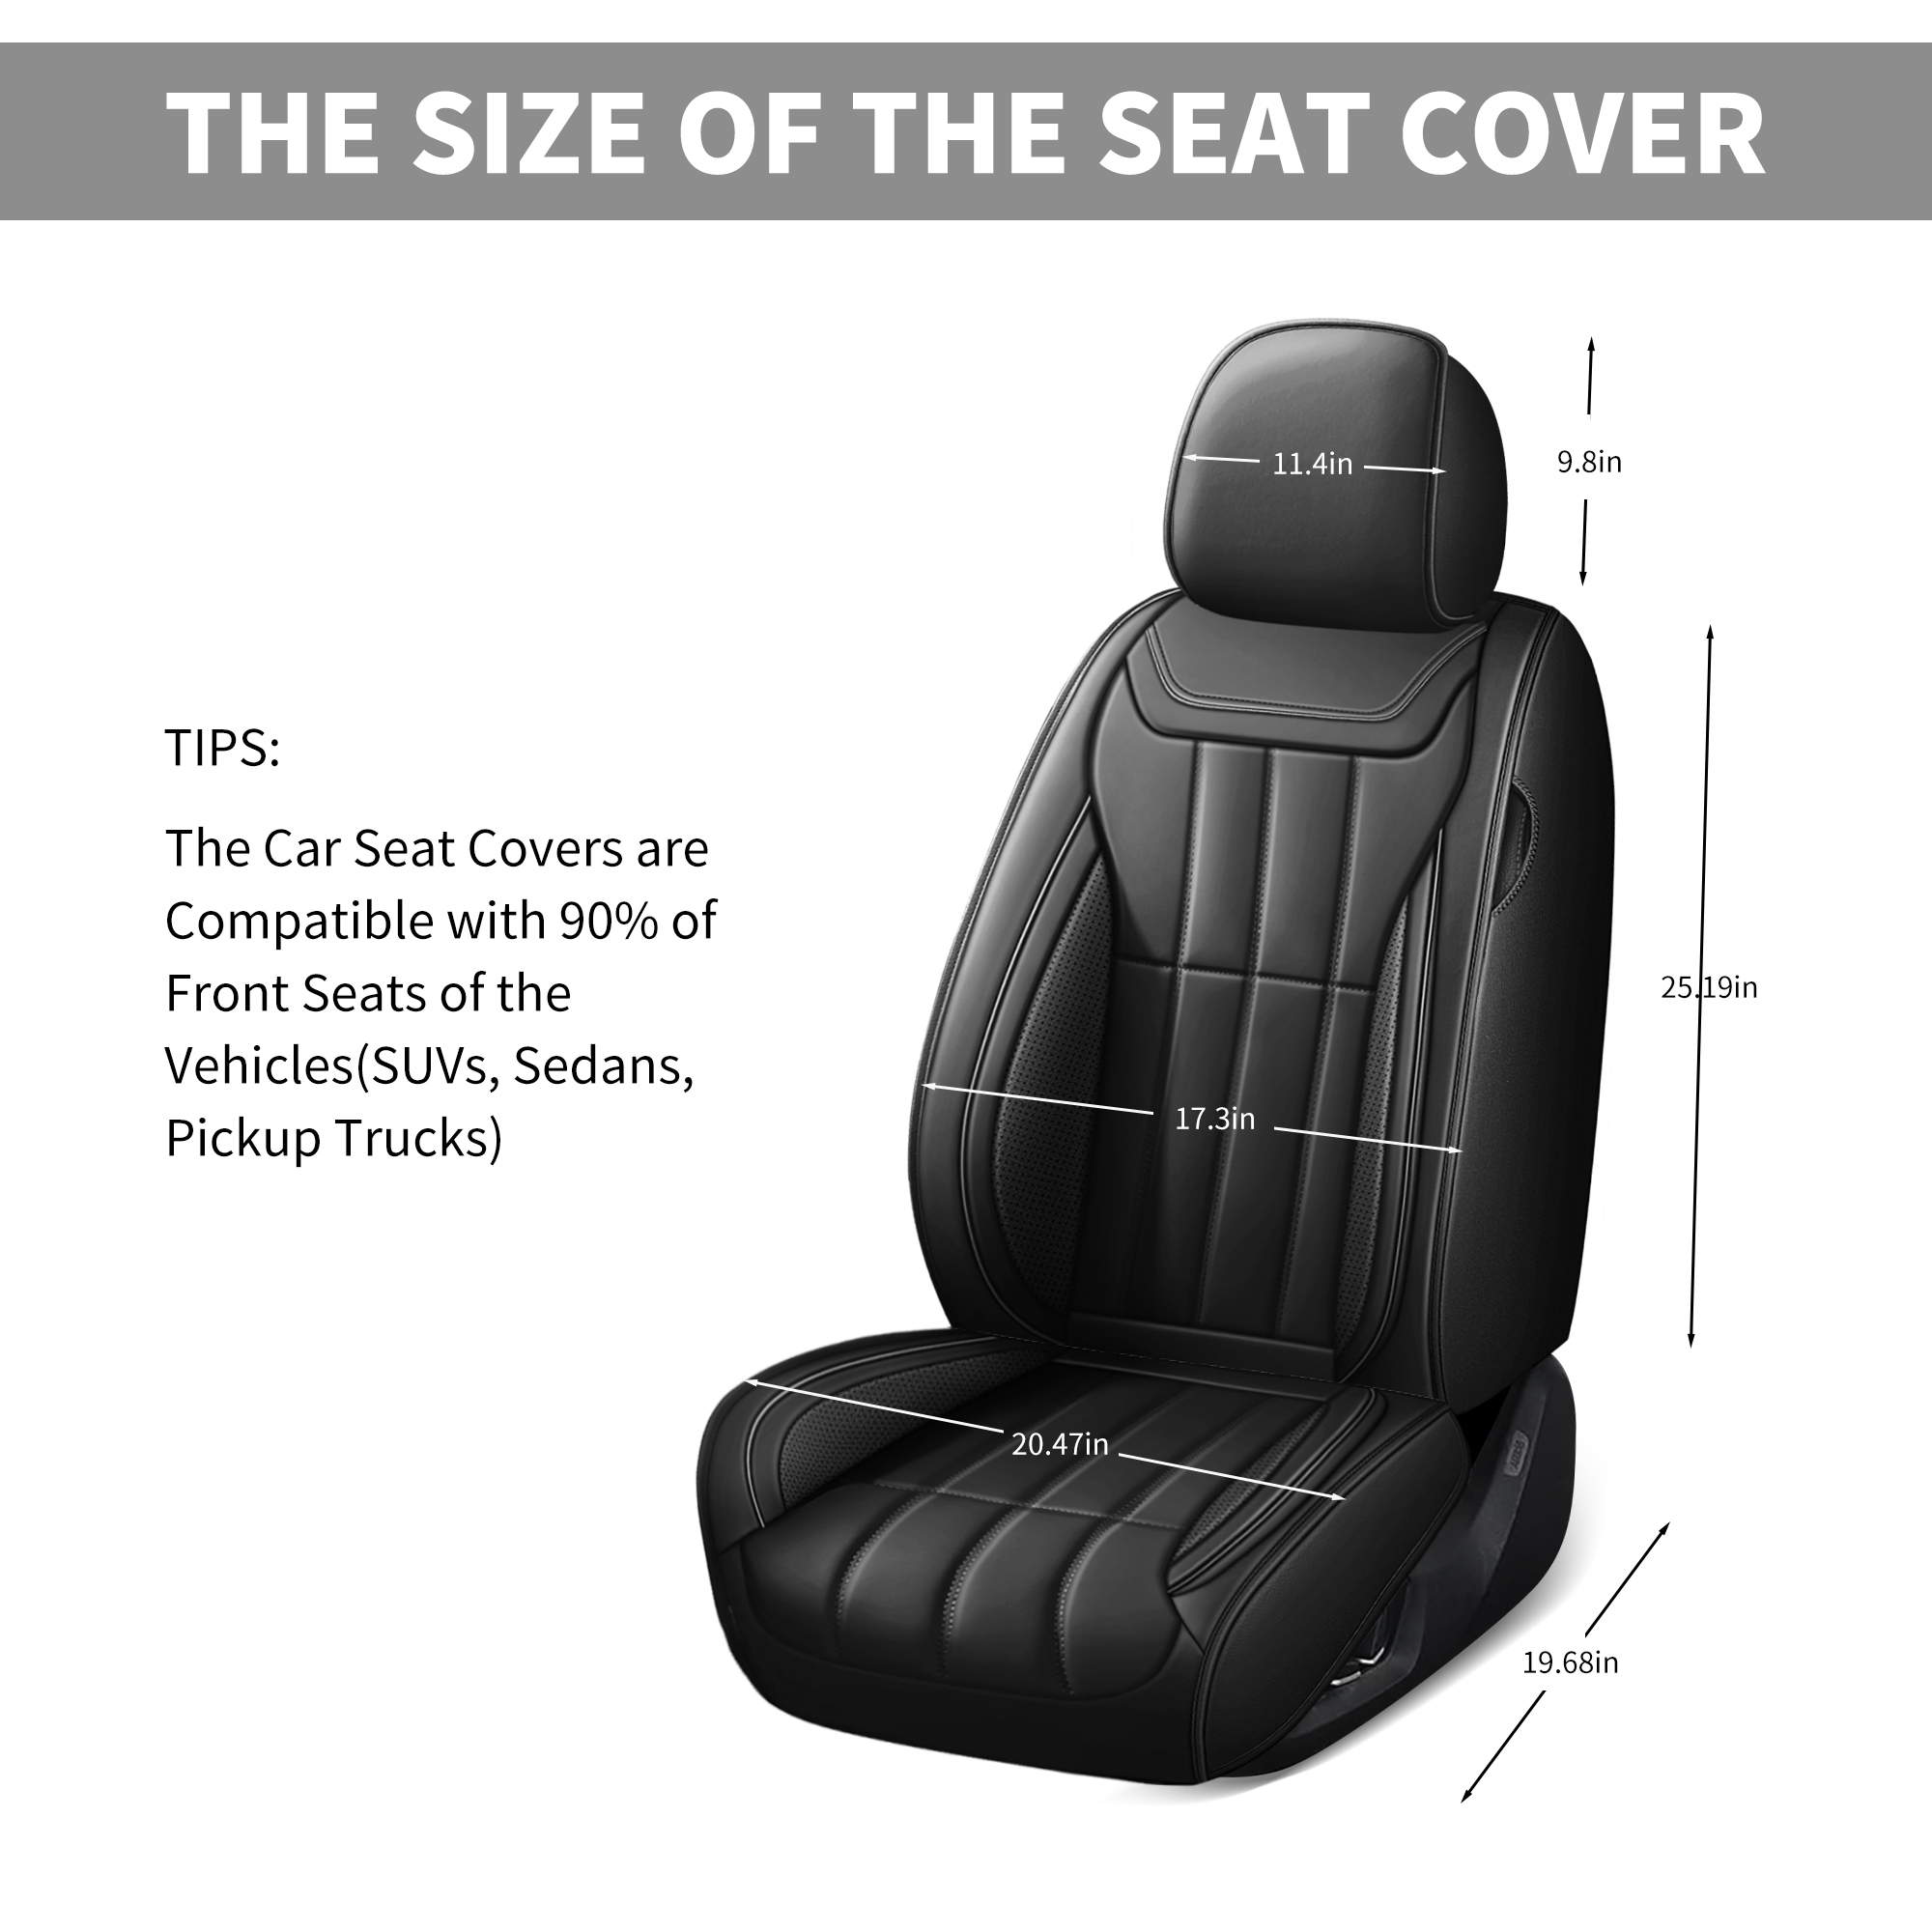 THE SIZE OF THE SEAT COVER
11.4in
9.8in
TIPS:
The Car Seat Covers are
Compatible with 90% of
Front Seats of the
Vehicles(SUVs, Sedans,
Pickup Trucks)
25.19in
17.3in
20.47in
19.68in